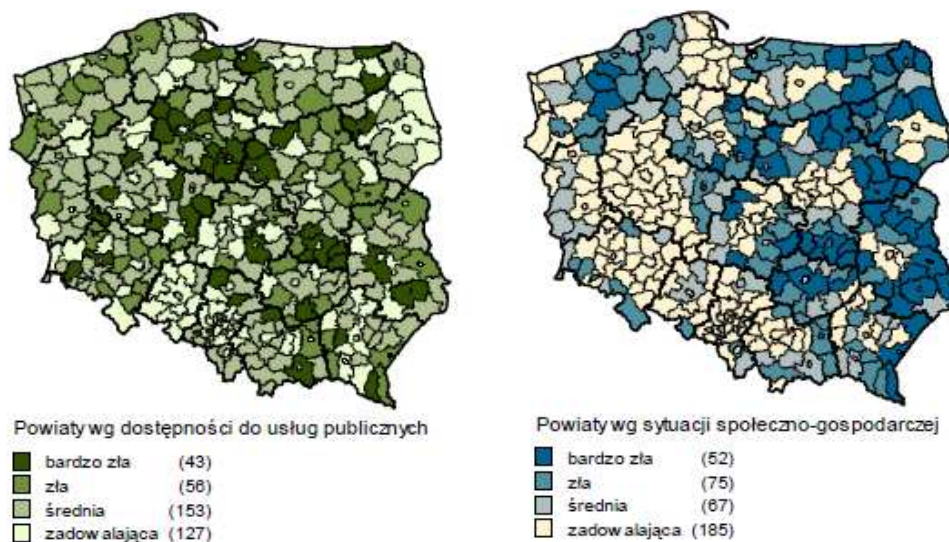 Powiaty wg dostępności do usług publicznych
bardzo zła (43)
zła (56)
średnia (153)
zadowalająca (127)
Powiaty wg sytuacji społeczno-gospodarczej
bardzo zła (52)
zła (75)
średnia (67)
zadowalająca (185)